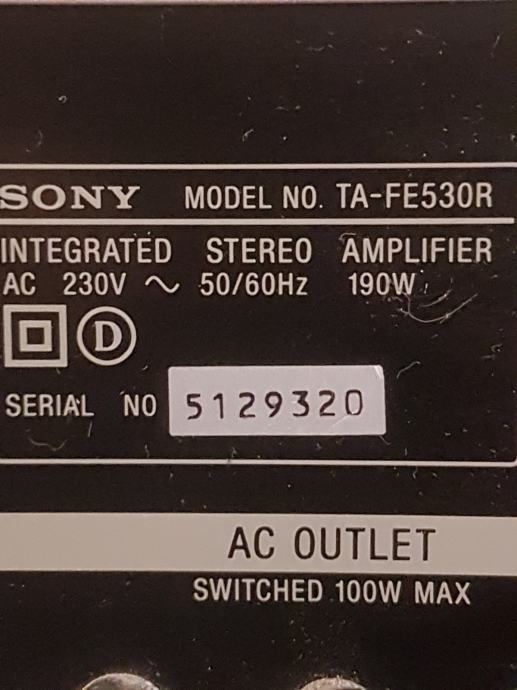 SONY MODEL NO. TA-FE530R
INTEGRATED STEREO AMPLIFIER
AC 230V ~ 50/60Hz 190W
D
SERIAL NO 5129320
AC OUTLET
SWITCHED 100W MAX